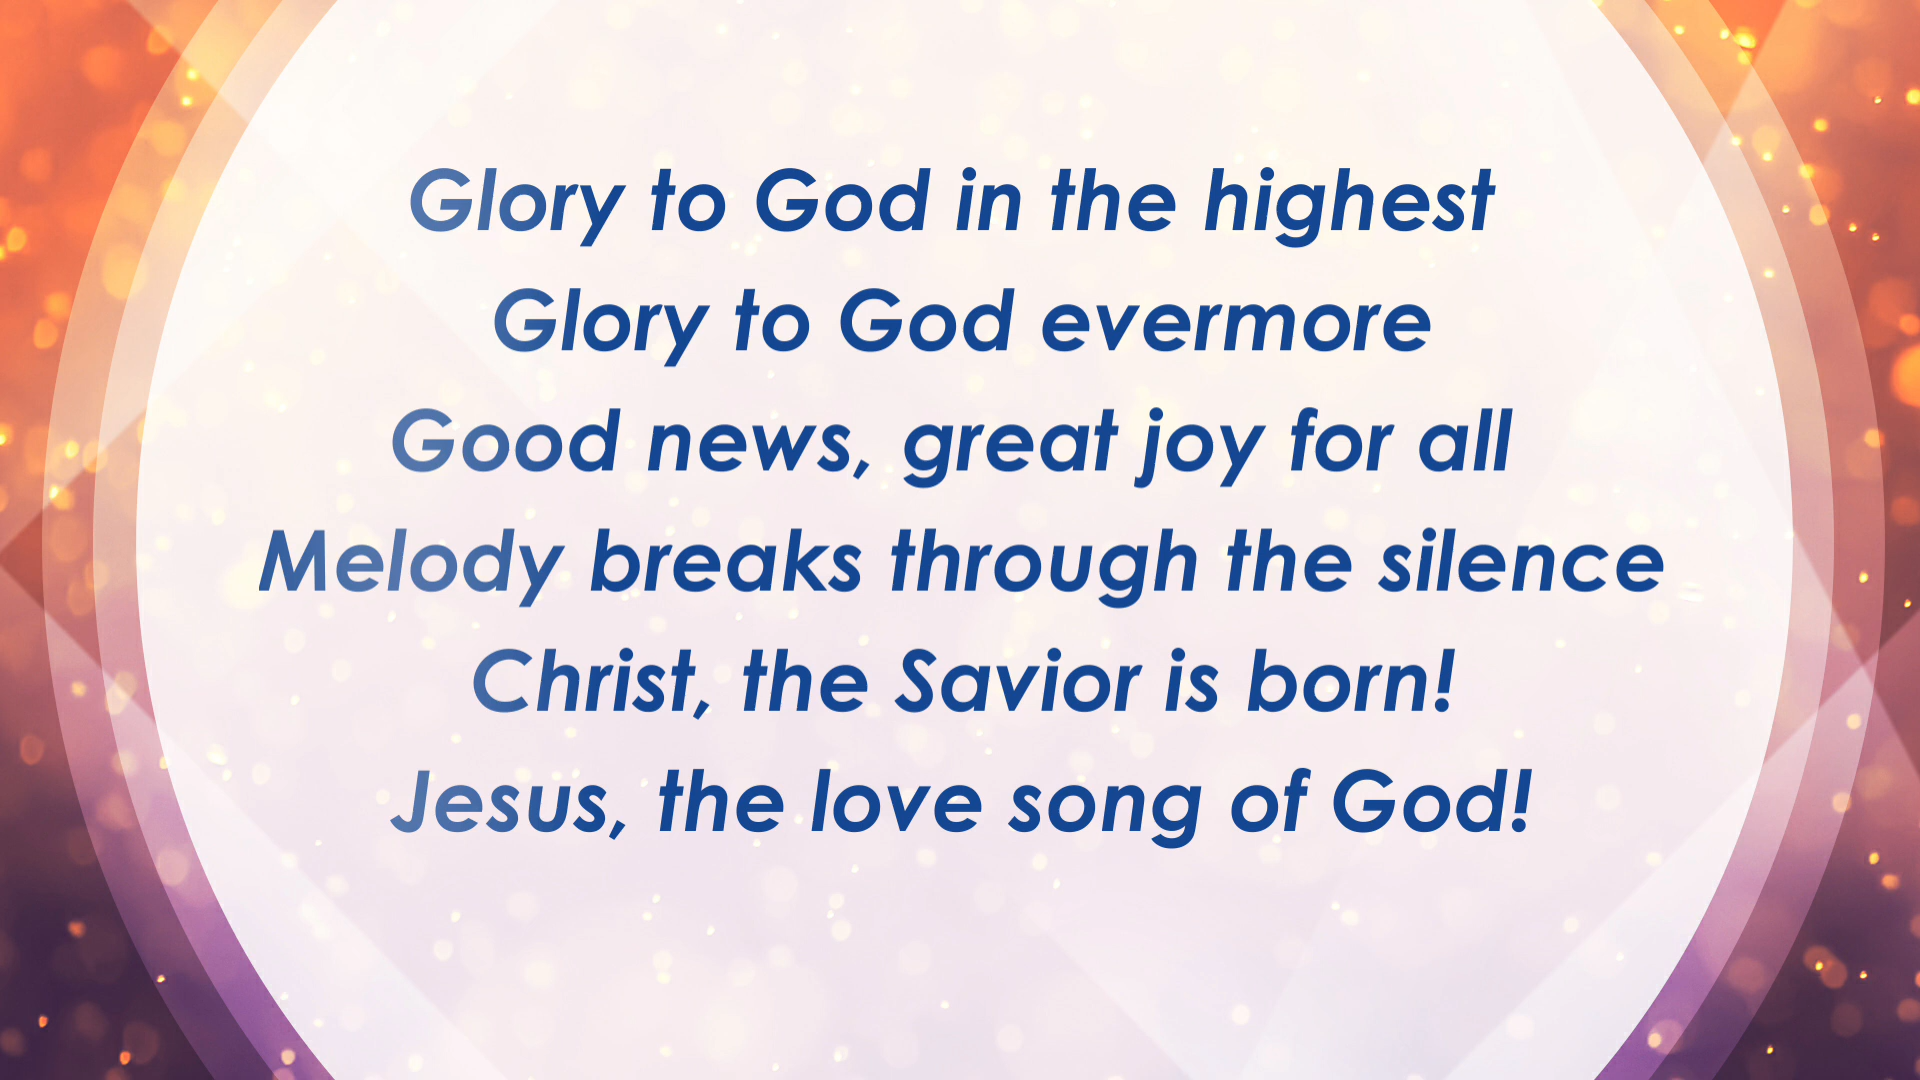 Glory to God in the highest
Glory to God evermore
Good news, great joy for all
Melody breaks through the silence
Christ, the Savior is born!
Jesus, the love song of God!